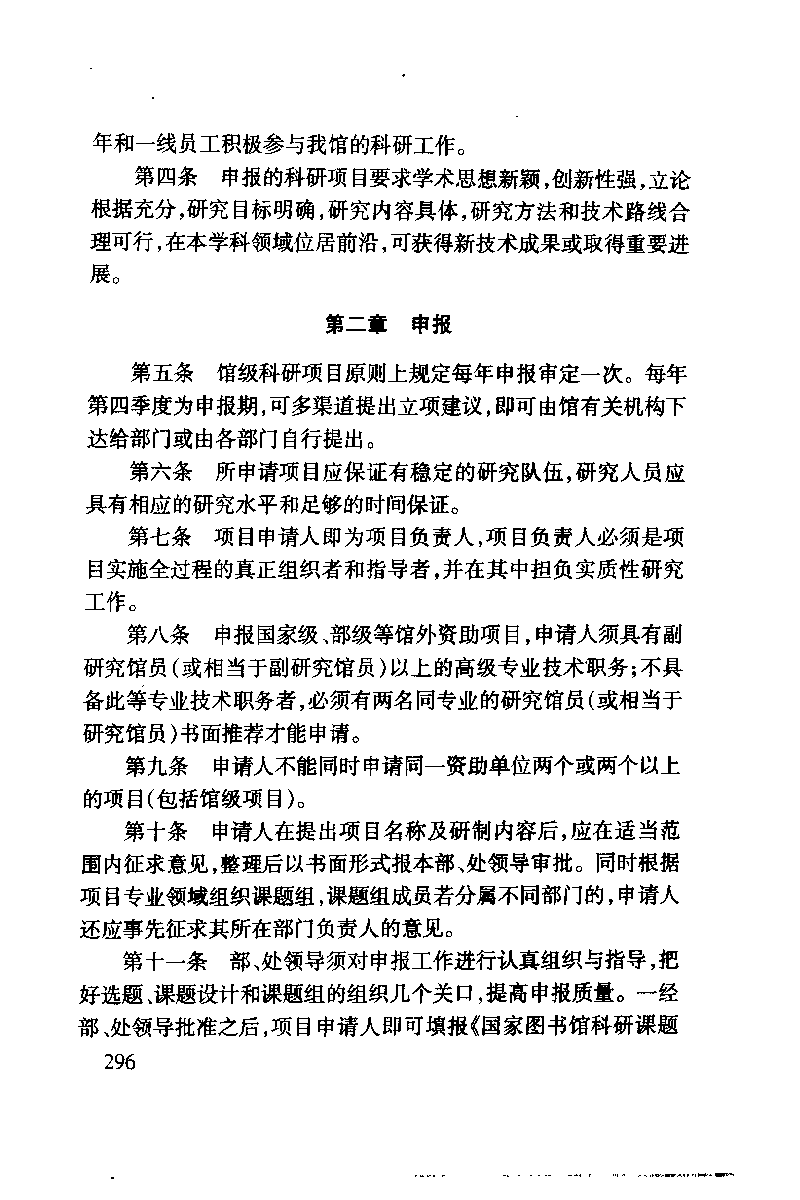 年和一线员工积极参与我馆的科研工作。
第四条　申报的科研项目要求学术思想新颖,创新性强,立论
根据充分,研究目标明确,研究内容具体,研究方法和技术路线合
理可行,在本学科领域位居前沿,可获得新技术成果或取得重要进
展。
第二章　申报
第五条　馆级科研项目原则上规定每年申报审定一次。每年
第四季度为申报期,可多渠道提出立项建议,即可由馆有关机构下
达给部门或由各部门自行提出。
第六条　所申请项目应保证有稳定的研究队伍,研究人员应
具有相应的研究水平和足够的时间保证。
第七条　项目申请人即为项目负责人,项目负责人必须是项
目实施全过程的真正组织者和指导者,并在其中担负实质性研究
工作。
第八条　申报国家级、部级等馆外资助项目,申请人须具有副
研究馆员(或相当于副研究馆员)以上的高级专业技术职务;不具
备此等专业技术职务者,必须有两名同专业的研究馆员(或相当于
研究馆员)书面推荐才能申请。
第九条　申请人不能同时申请同一资助单位两个或两个以上
的项目(包括馆级项目)。
第十条　申请人在提出项目名称及研制内容后,应在适当范
围内征求意见,整理后以书面形式报本部、处领导审批。同时根据
项目专业领域组织课题组,课题组成员若分属不同部门的,申请人
还应事先征求其所在部门负责人的意见。
第十一条　部、处领导须对申报工作进行认真组织与指导,把
好选题、课题设计和课题组的组织几个关口,提高申报质量。一经
部、处领导批准之后,项目申请人即可填报《国家图书馆科研课题
296